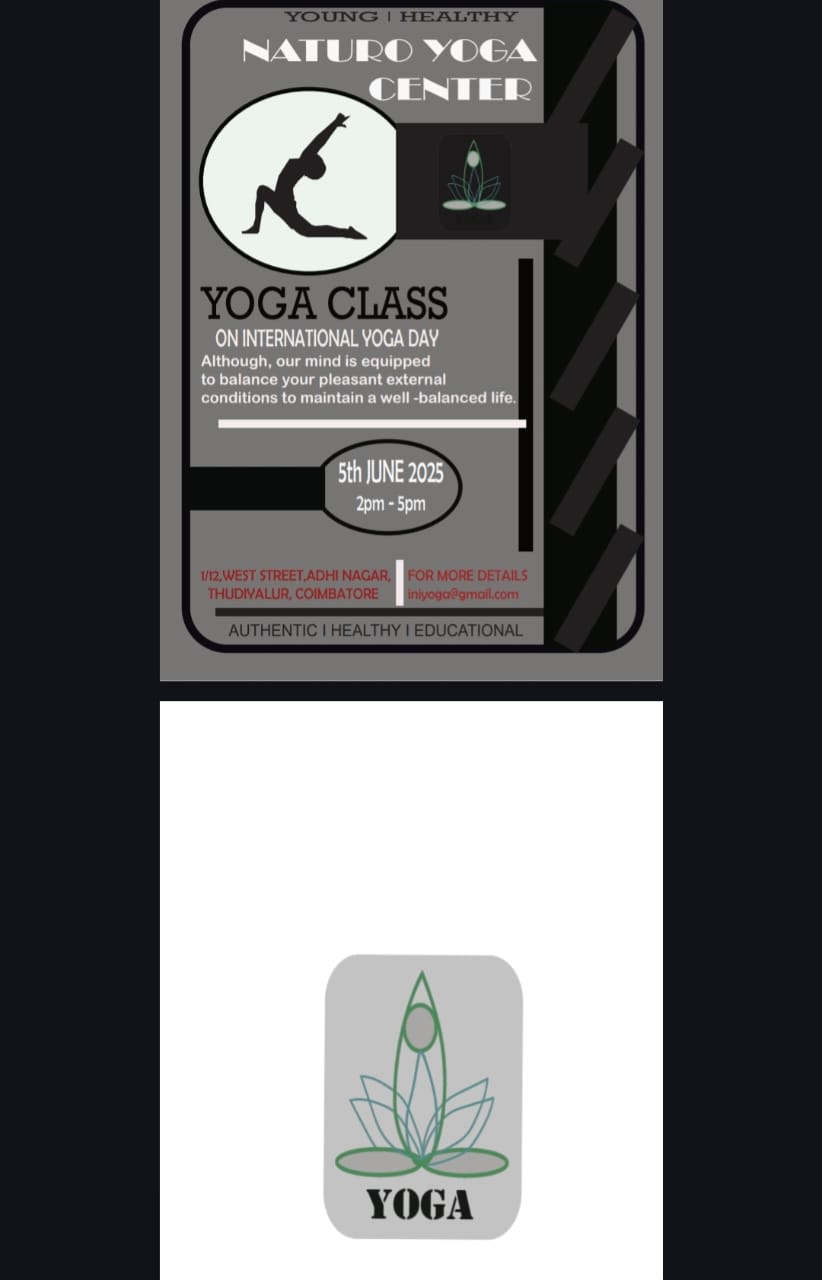 YOUNG | HEALTHY
NATURO YOGA
CENTER
YOGA CLASS
ON INTERNATIONAL YOGA DAY
Although, our mind is equipped
to balance your pleasant external
conditions to maintain a well -balanced life.
5th JUNE 2025
2pm - 5pm
1/12,WEST STREET,ADHI NAGAR,
THUDIYALUR, COIMBATORE
FOR MORE DETAILS
iniyoga@gmail.com
AUTHENTIC I HEALTHY I EDUCATIONAL
YOGA